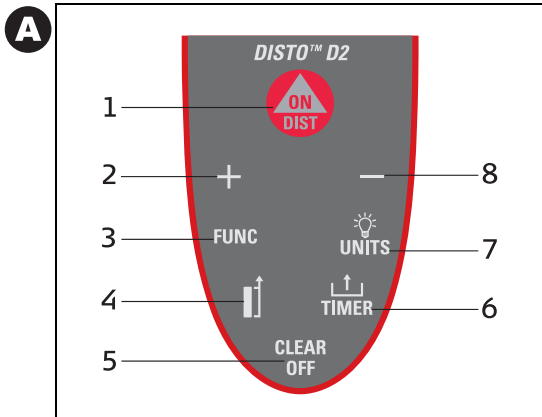 A
DISTO™ D2
1
ON
DIST
2 + − 8
3 FUNC
UNITS 7
4
TIMER 6
5
CLEAR
OFF